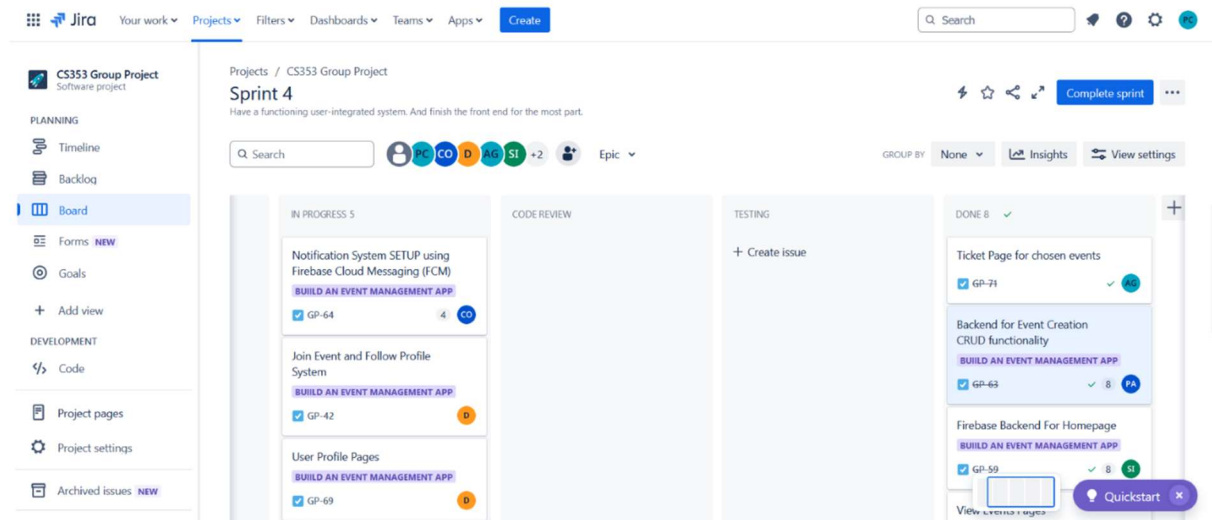 Jira
Your work
Projects
Filters
Dashboards
Teams
Apps
Create
Search
PC
CS353 Group Project
Software project
PLANNING
Timeline
Backlog
Board
Forms NEW
Goals
+ Add view
DEVELOPMENT
Code
Project pages
Project settings
Archived issues NEW
Projects / CS353 Group Project
Sprint 4
Have a functioning user-integrated system. And finish the front end for the most part.
Complete sprint
Search
PC CO D AG SI +2
Epic
GROUP BY None
Insights
View settings
IN PROGRESS 5
Notification System SETUP using
Firebase Cloud Messaging (FCM)
BUIILD AN EVENT MANAGEMENT APP
GP-64 4 CO
Join Event and Follow Profile
System
BUIILD AN EVENT MANAGEMENT APP
GP-42 D
User Profile Pages
BUIILD AN EVENT MANAGEMENT APP
GP-69 D
CODE REVIEW
TESTING
+ Create issue
DONE 8
Ticket Page for chosen events
GP-71 AG
Backend for Event Creation
CRUD functionality
BUIILD AN EVENT MANAGEMENT APP
GP-63 8 PA
Firebase Backend For Homepage
BUIILD AN EVENT MANAGEMENT APP
GP-59 8 SI
View Events Pages
Quickstart